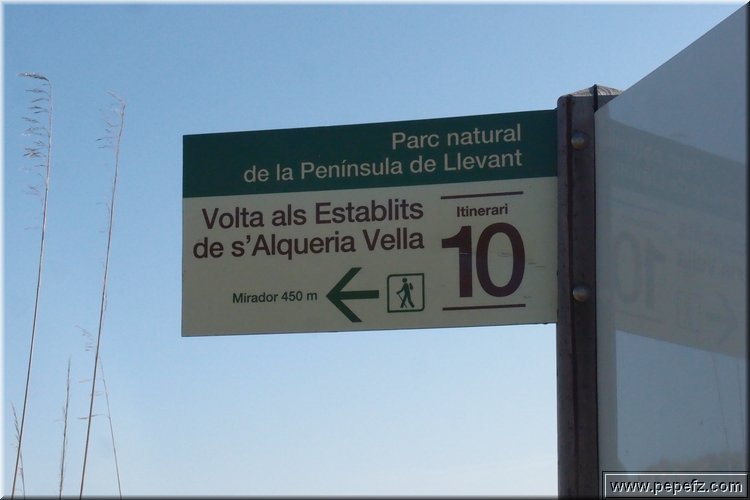 Parc natural
de la Península de Llevant
Volta als Establits
de s'Alqueria Vella
Itinerari
10
Mirador 450 m
www.pepefz.com